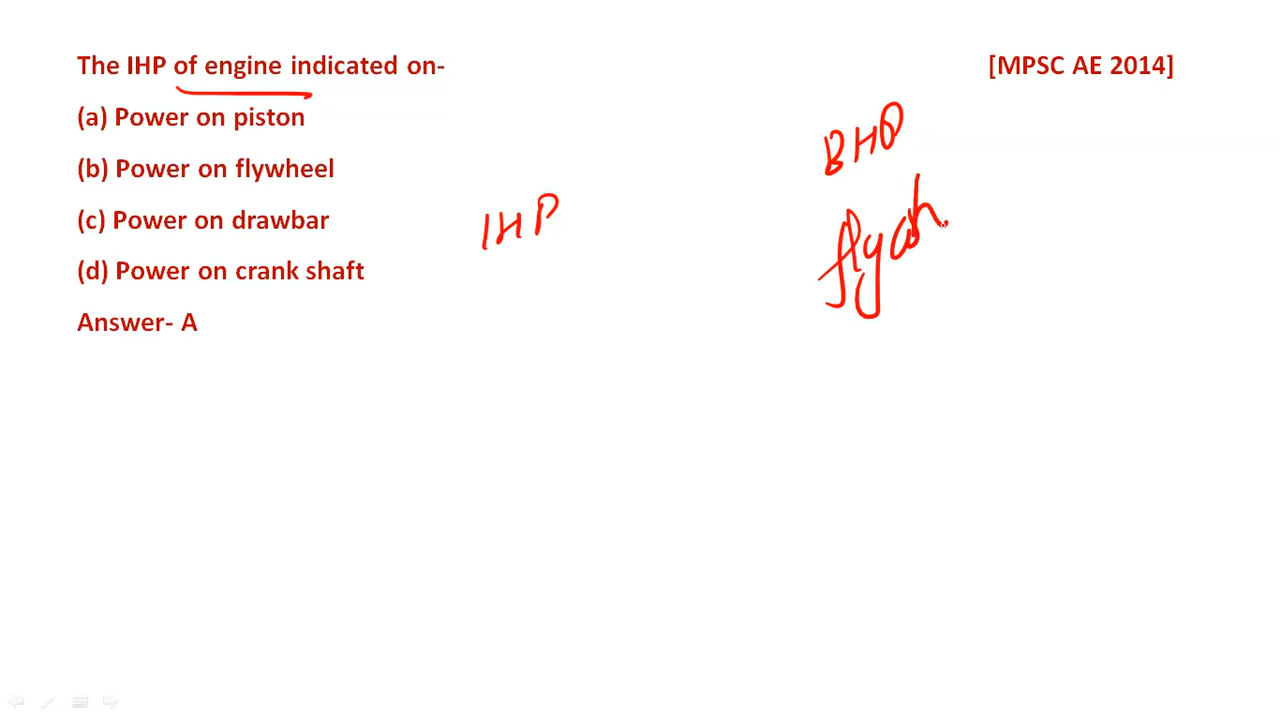 The IHP of engine indicated on- [MPSC AE 2014]
(a) Power on piston
BHP
(b) Power on flywheel
(c) Power on drawbar
IHP
(d) Power on crank shaft
Answer- A